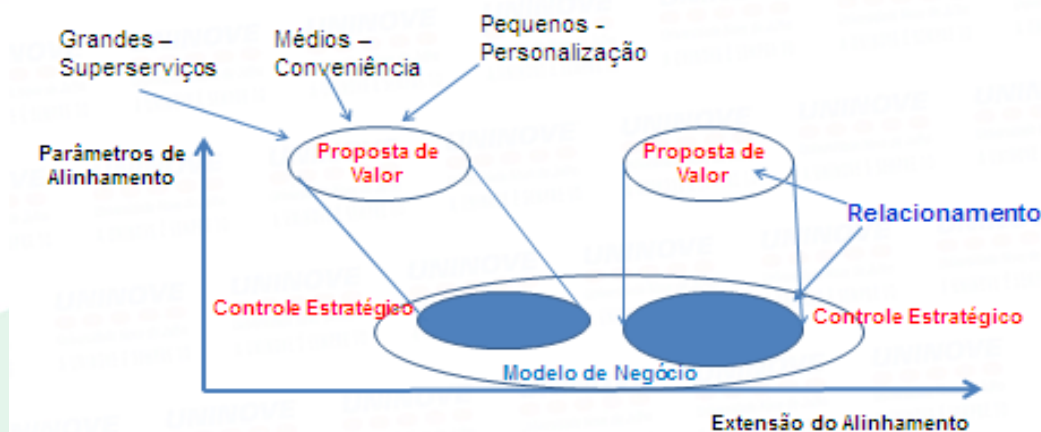 Grandes –
Superserviços
Médios –
Conveniência
Pequenos -
Personalização
Parâmetros de
Alinhamento
Proposta de
Valor
Proposta de
Valor
Relacionamento
Controle Estratégico
Controle Estratégico
Modelo de Negócio
Extensão do Alinhamento